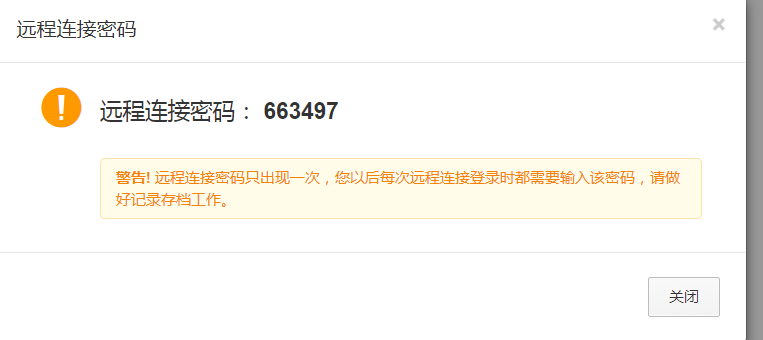 远程连接密码
×
!
远程连接密码： 663497
警告! 远程连接密码只出现一次，您以后每次远程连接登录时都需要输入该密码，请做
好记录存档工作。
关闭